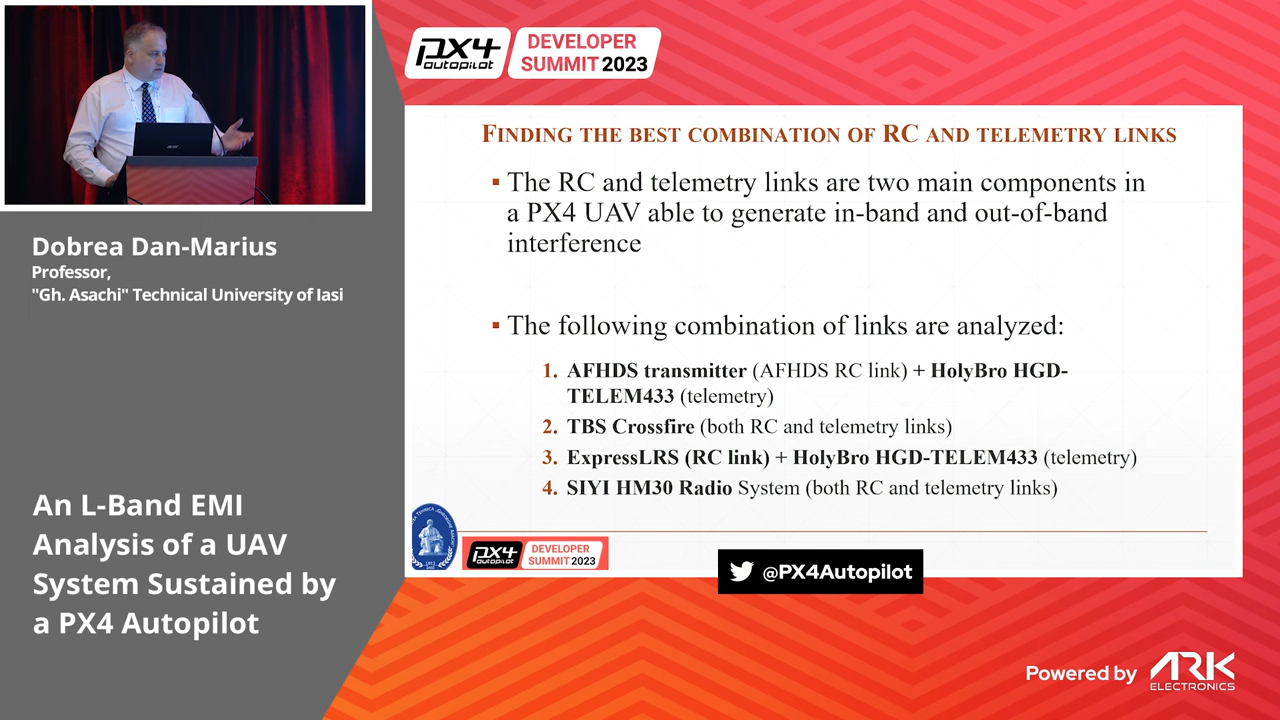 PX4
autopilot
DEVELOPER
SUMMIT 2023
FINDING THE BEST COMBINATION OF RC AND TELEMETRY LINKS
▪ The RC and telemetry links are two main components in
a PX4 UAV able to generate in-band and out-of-band
interference
▪ The following combination of links are analyzed:
1. AFHDS transmitter (AFHDS RC link) + HolyBro HGD-
TELEM433 (telemetry)
2. TBS Crossfire (both RC and telemetry links)
3. ExpressLRS (RC link) + HolyBro HGD-TELEM433 (telemetry)
4. SIYI HM30 Radio System (both RC and telemetry links)
PX4
autopilot
DEVELOPER
SUMMIT 2023
@PX4Autopilot
Dobrea Dan-Marius
Professor,
"Gh. Asachi" Technical University of Iasi
An L-Band EMI
Analysis of a UAV
System Sustained by
a PX4 Autopilot
Powered by ARK
ELECTRONICS